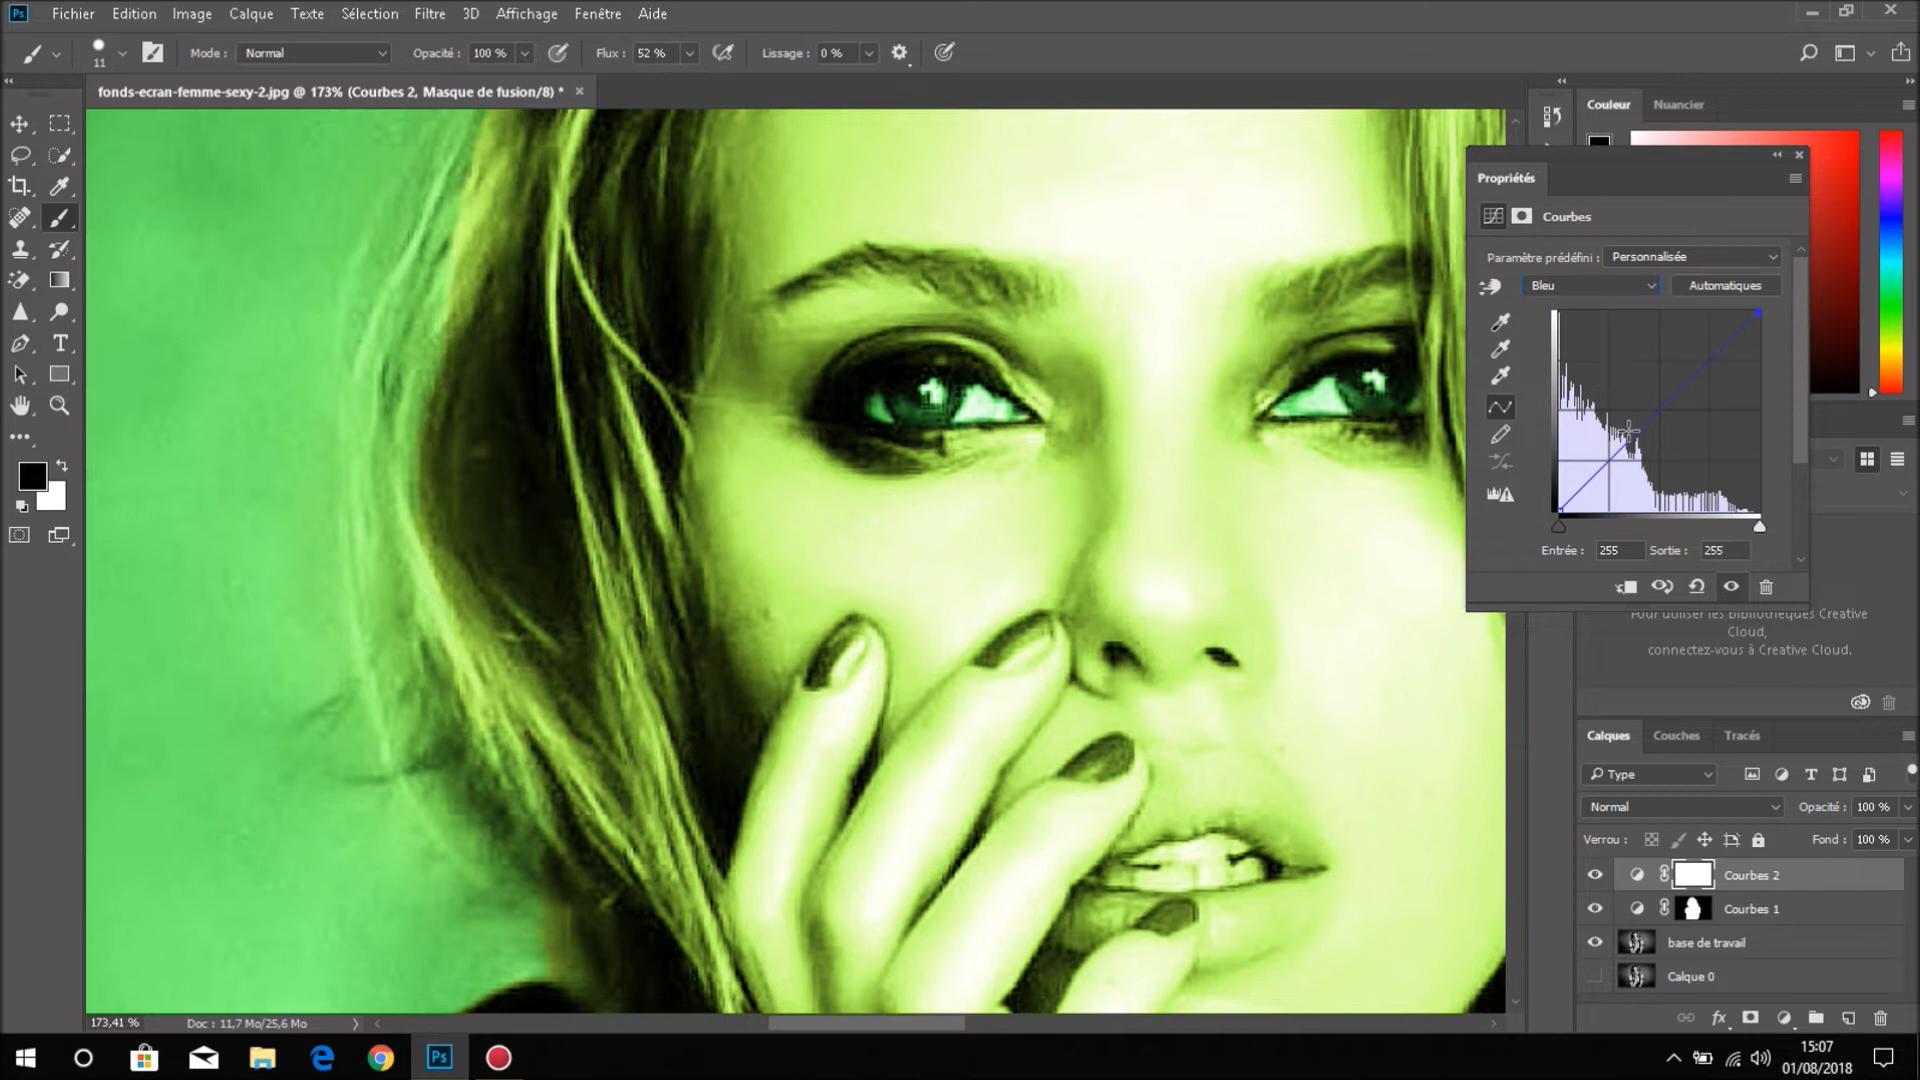 Ps Fichier Edition Image Calque Texte Sélection Filtre 3D Affichage Fenêtre Aide
11 Mode : Normal Opacité : 100 % Flux : 52 % Lissage : 0 %
fonds-ecran-femme-sexy-2.jpg @ 173% (Courbes 2, Masque de fusion/8) *
Couleur Nuancier
Propriétés
Courbes
Paramètre prédéfini : Personnalisée
Bleu Automatiques
Entrée : 255 Sortie : 255
Pour utiliser les bibliothèques Creative
Cloud,
connectez-vous à Creative Cloud.
Calques Couches Tracés
Type
Normal Opacité : 100 %
Verrou : Fond : 100 %
Courbes 2
Courbes 1
base de travail
Calque 0
fx
173,41 % Doc : 11,7 Mo/25,6 Mo
Ps
15:07
01/08/2018